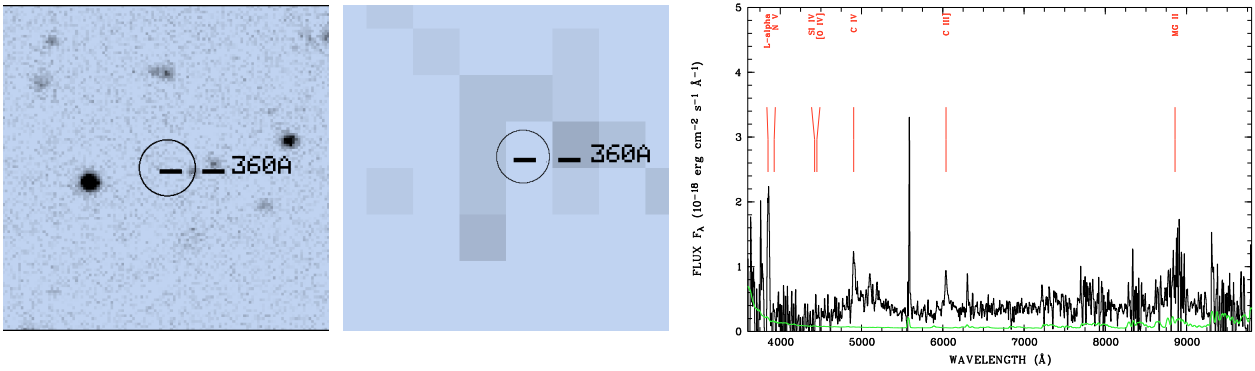 360A
360A
L-alpha
N V
SI IV
[O IV]
C IV
C III]
MG II
5
4
3
2
1
0
FLUX Fλ (10⁻¹⁸ erg cm⁻² s⁻¹ Å⁻¹)
4000 5000 6000 7000 8000 9000
WAVELENGTH (Å)